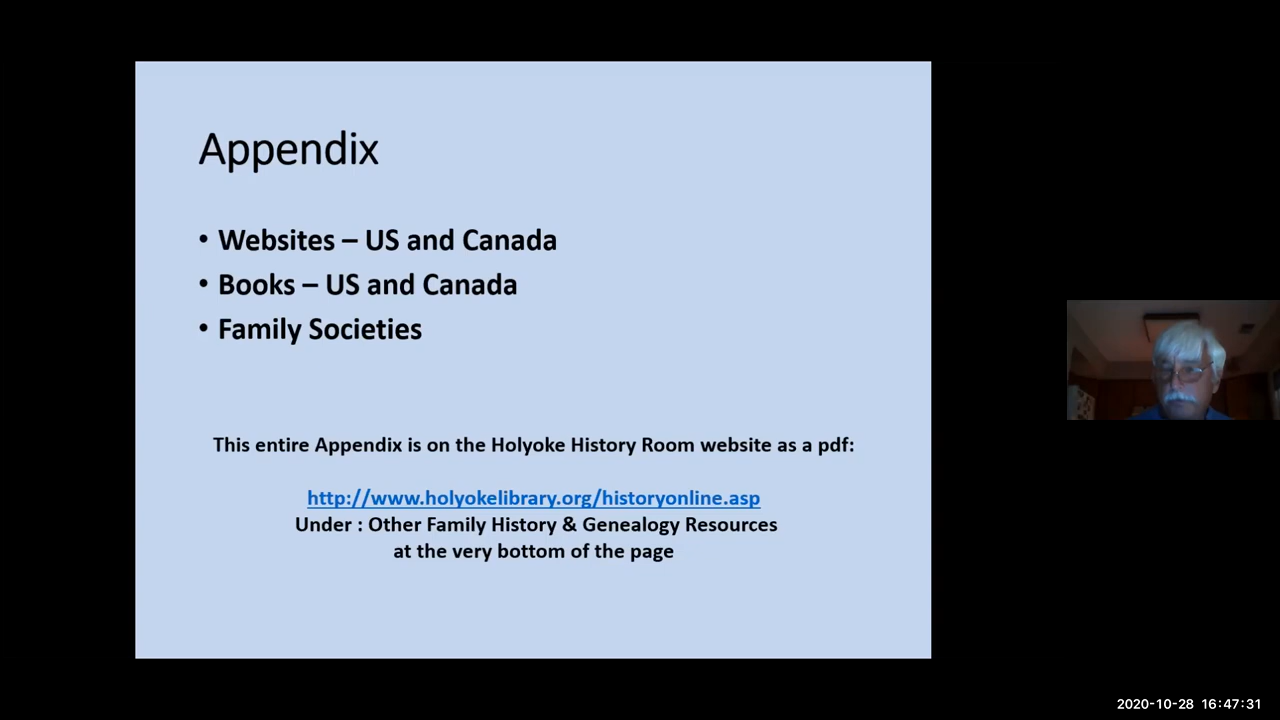 Appendix
• Websites – US and Canada
• Books – US and Canada
• Family Societies
This entire Appendix is on the Holyoke History Room website as a pdf:
http://www.holyokelibrary.org/historyonline.asp
Under : Other Family History & Genealogy Resources
at the very bottom of the page
2020-10-28 16:47:31